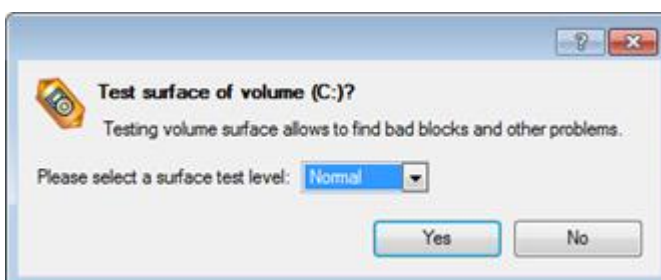 Test surface of volume (C:)?
Testing volume surface allows to find bad blocks and other problems.
Please select a surface test level: Normal
Yes No